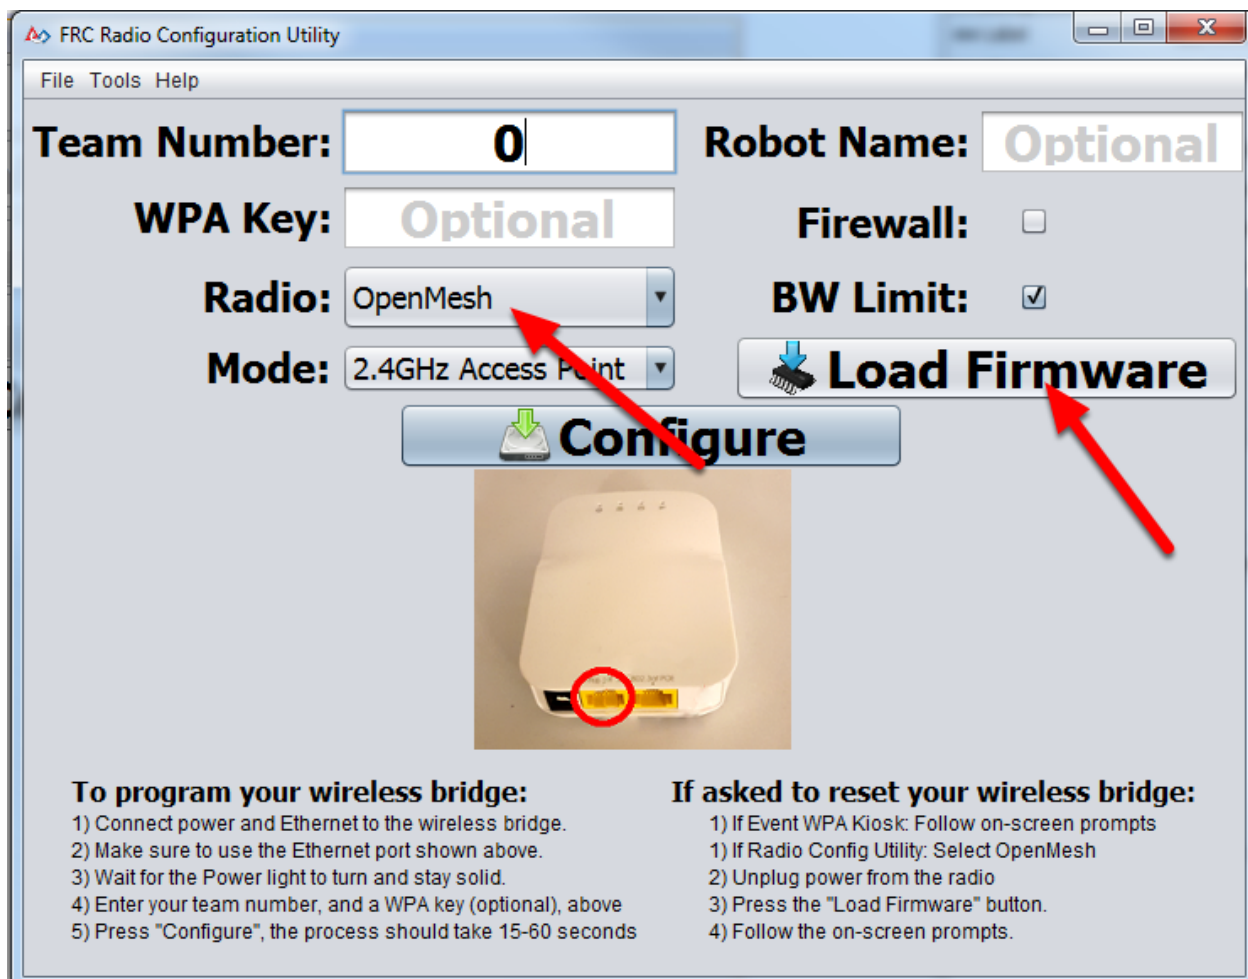 FRC Radio Configuration Utility
File Tools Help
Team Number: 0
Robot Name: Optional
WPA Key: Optional
Firewall:
Radio: OpenMesh
BW Limit:
Mode: 2.4GHz Access Point
Load Firmware
Configure
To program your wireless bridge:
1) Connect power and Ethernet to the wireless bridge.
2) Make sure to use the Ethernet port shown above.
3) Wait for the Power light to turn and stay solid.
4) Enter your team number, and a WPA key (optional), above
5) Press "Configure", the process should take 15-60 seconds
If asked to reset your wireless bridge:
1) If Event WPA Kiosk: Follow on-screen prompts
1) If Radio Config Utility: Select OpenMesh
2) Unplug power from the radio
3) Press the "Load Firmware" button.
4) Follow the on-screen prompts.